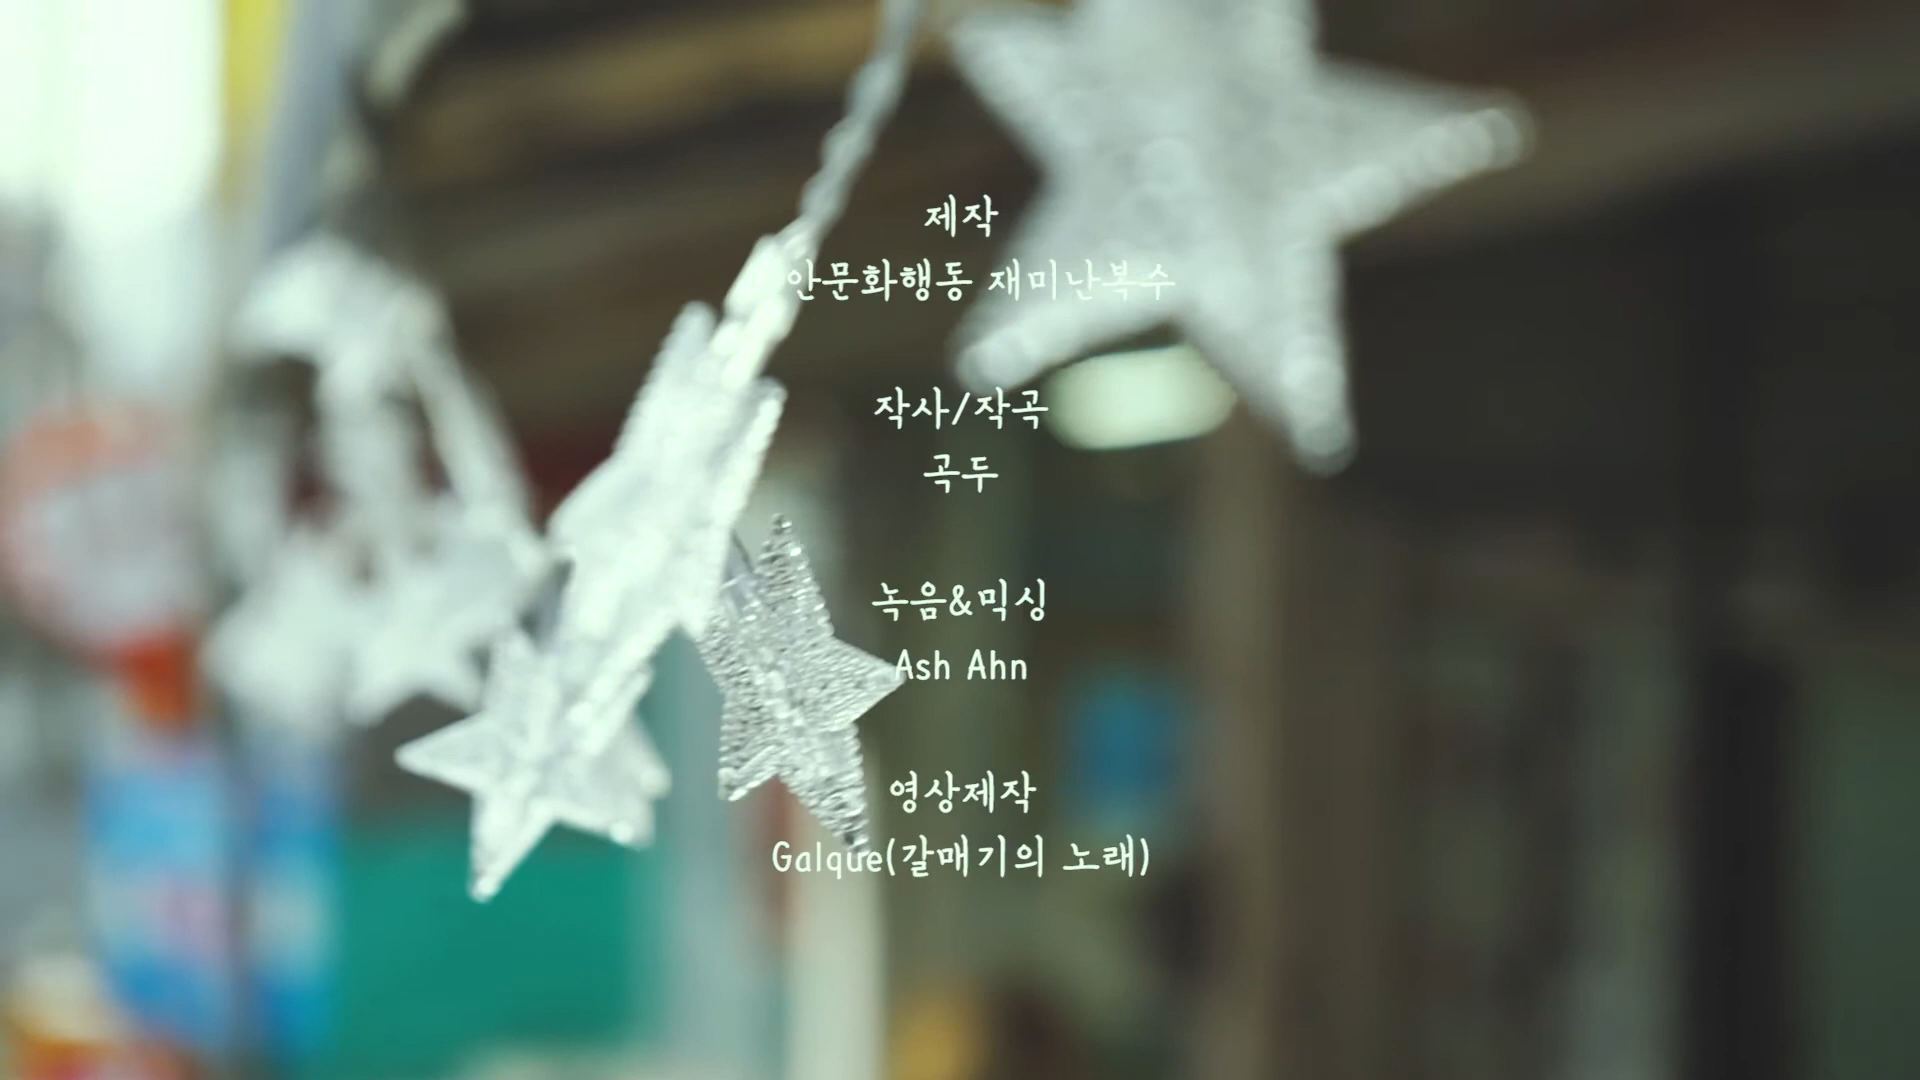 제작
안문화행동 재미난복수
작사/작곡
곡두
녹음&믹싱
Ash Ahn
영상제작
Galque(갈매기의 노래)